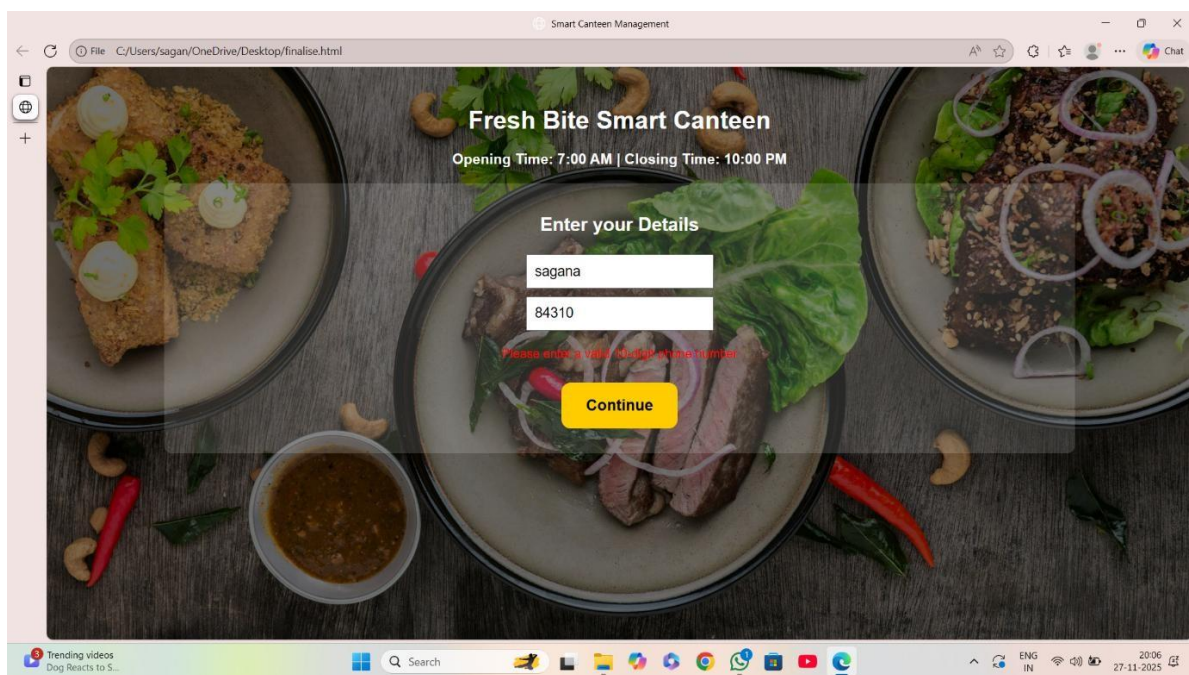 Smart Canteen Management
File C:/Users/sagan/OneDrive/Desktop/finalise.html
Chat
Fresh Bite Smart Canteen
Opening Time: 7:00 AM | Closing Time: 10:00 PM
Enter your Details
sagana
84310
Please enter a valid 10-digit phone number.
Continue
3
Trending videos
Dog Reacts to S...
Search
1
ENG
IN
20:06
27-11-2025